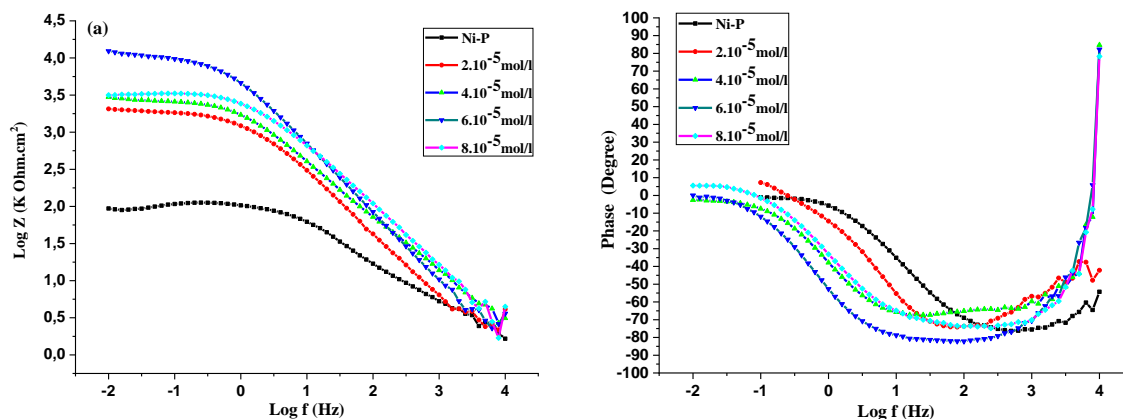 (a)
Ni-P
2.10⁻⁵mol/l
4.10⁻⁵mol/l
6.10⁻⁵mol/l
8.10⁻⁵mol/l
4,5
4,0
3,5
3,0
2,5
2,0
1,5
1,0
0,5
0,0
Log Z (K Ohm.cm²)
-2 -1 0 1 2 3 4
Log f (Hz)
Ni-P
2.10⁻⁵mol/l
4.10⁻⁵mol/l
6.10⁻⁵mol/l
8.10⁻⁵mol/l
100
90
80
70
60
50
40
30
20
10
0
-10
-20
-30
-40
-50
-60
-70
-80
-90
-100
Phase (Degree)
-2 -1 0 1 2 3 4
Log f (Hz)